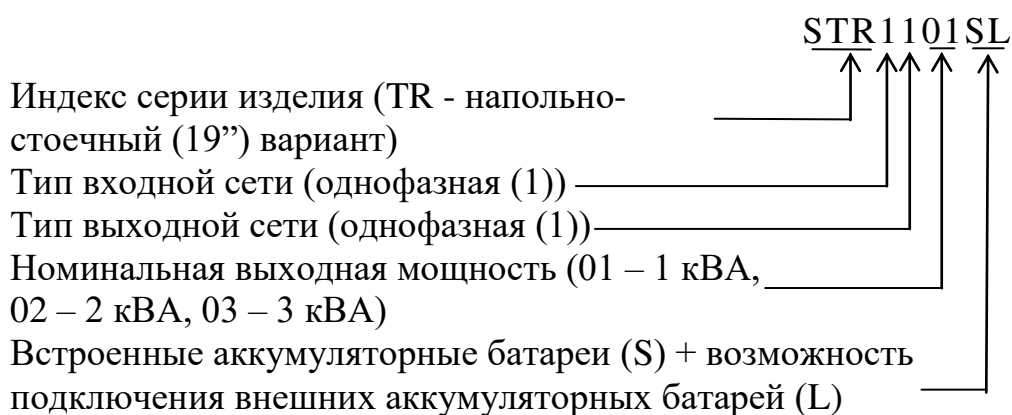 STR1101SL
Индекс серии изделия (TR - напольно-
стоечный (19”) вариант)
Тип входной сети (однофазная (1))
Тип выходной сети (однофазная (1))
Номинальная выходная мощность (01 – 1 кВА,
02 – 2 кВА, 03 – 3 кВА)
Встроенные аккумуляторные батареи (S) + возможность
подключения внешних аккумуляторных батарей (L)